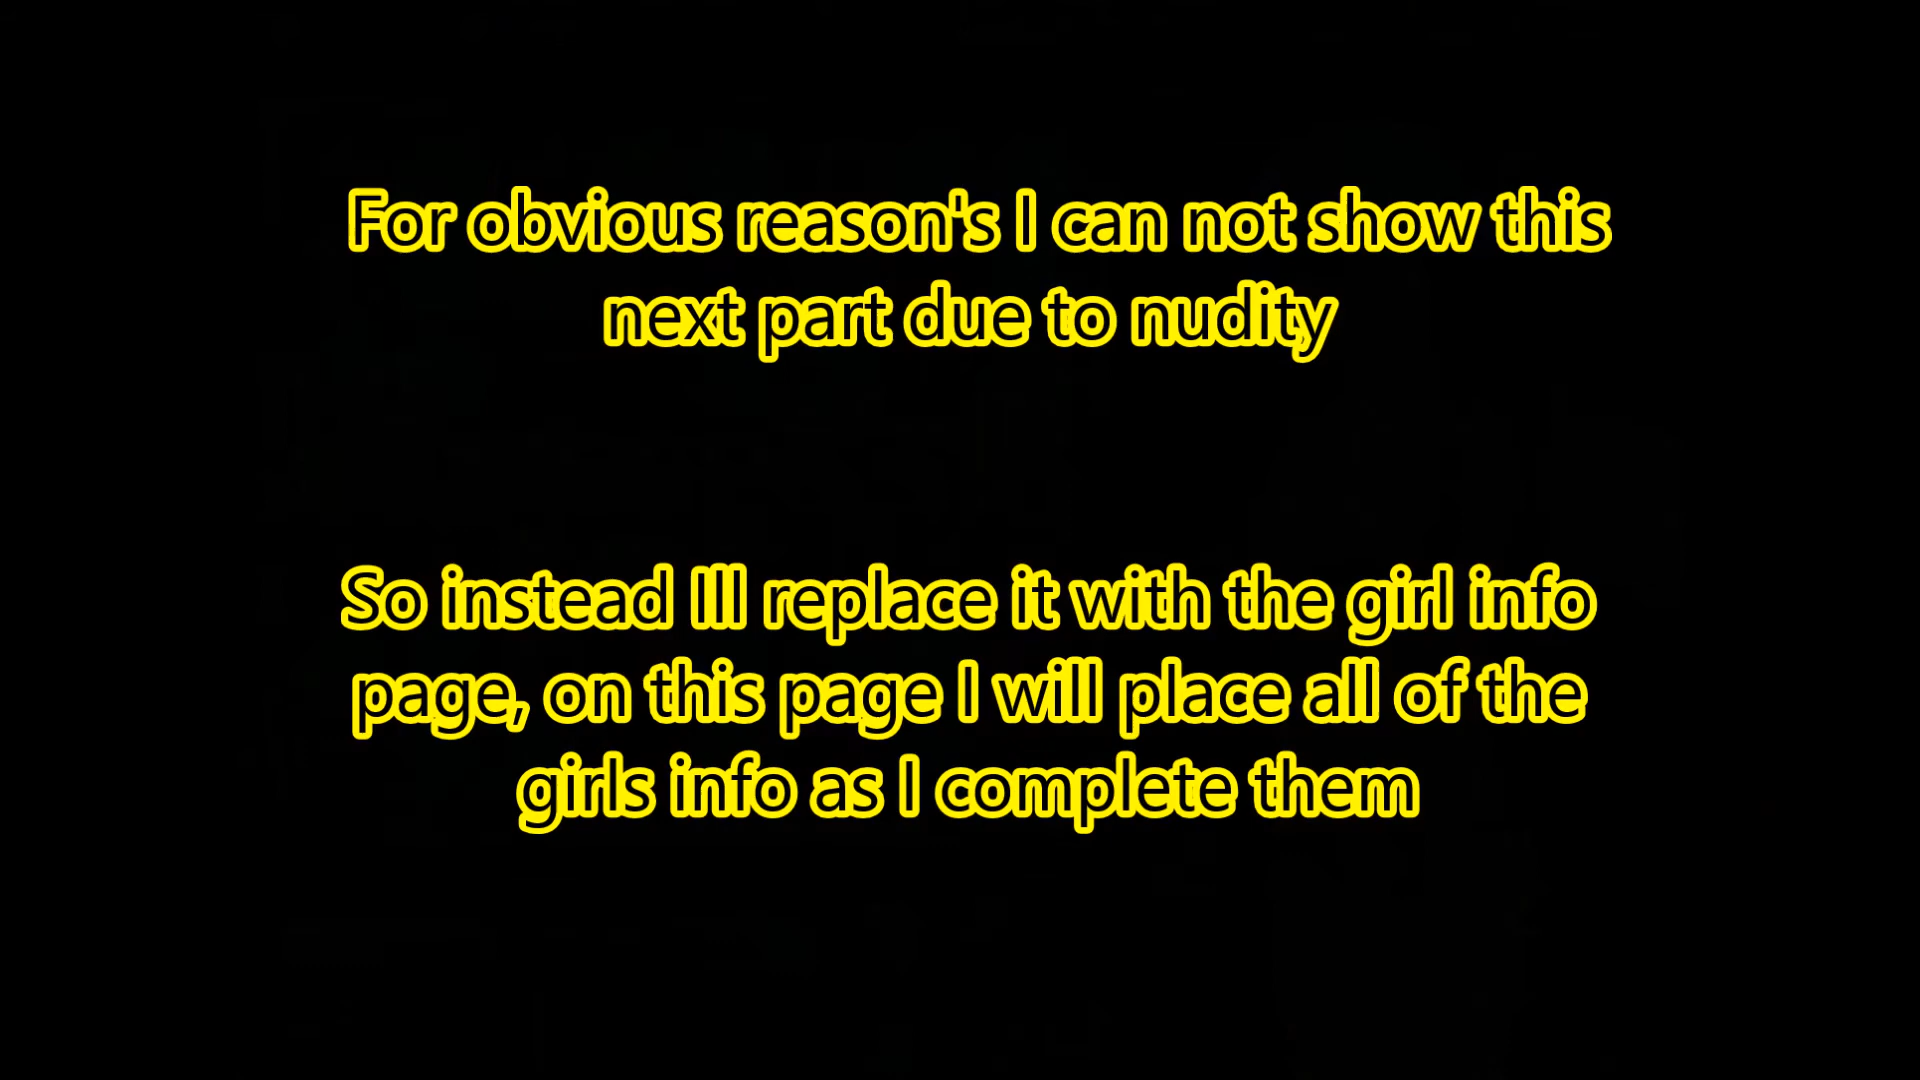 For obvious reason's I can not show this
next part due to nudity
So instead Ill replace it with the girl info
page, on this page I will place all of the
girls info as I complete them